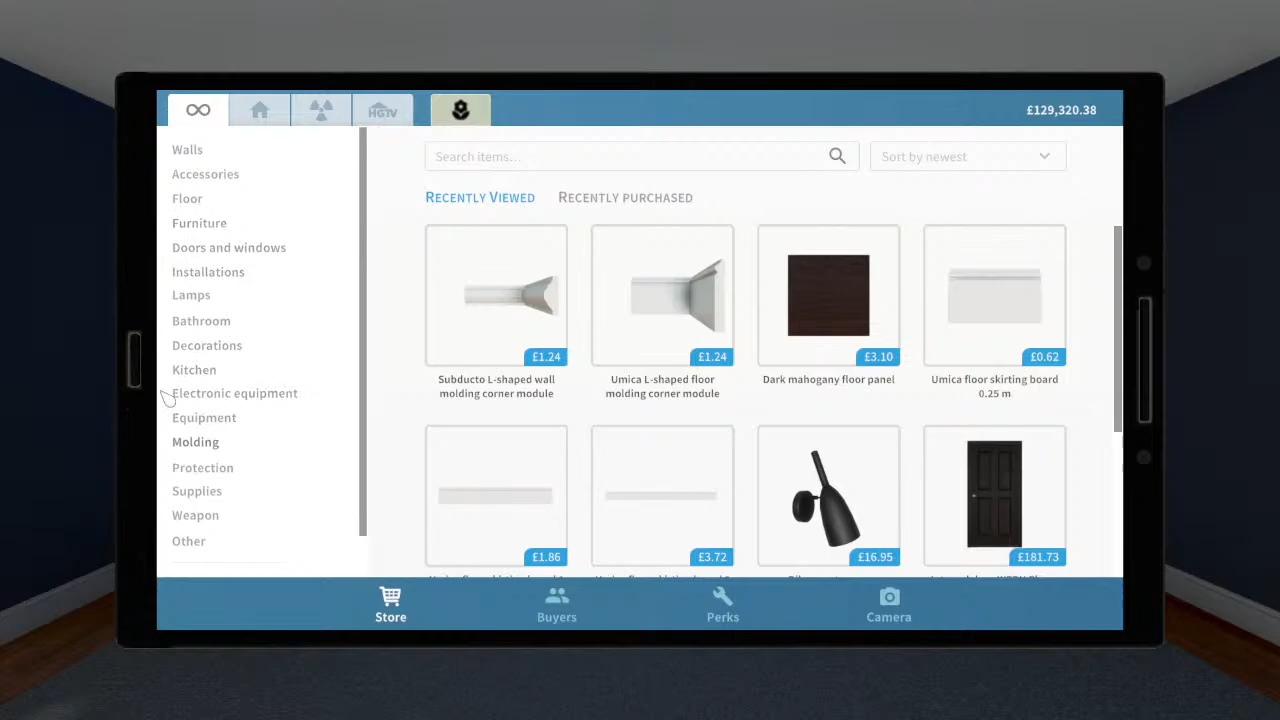 HGTV
£129,320.38
Walls
Accessories
Floor
Furniture
Doors and windows
Installations
Lamps
Bathroom
Decorations
Kitchen
Electronic equipment
Equipment
Molding
Protection
Supplies
Weapon
Other
Search items...
Sort by newest
RECENTLY VIEWED
RECENTLY PURCHASED
£1.24
Subducto L-shaped wall
molding corner module
£1.24
Umica L-shaped floor
molding corner module
£3.10
Dark mahogany floor panel
£0.62
Umica floor skirting board
0.25 m
£1.86
£3.72
£16.95
£181.73
Store
Buyers
Perks
Camera